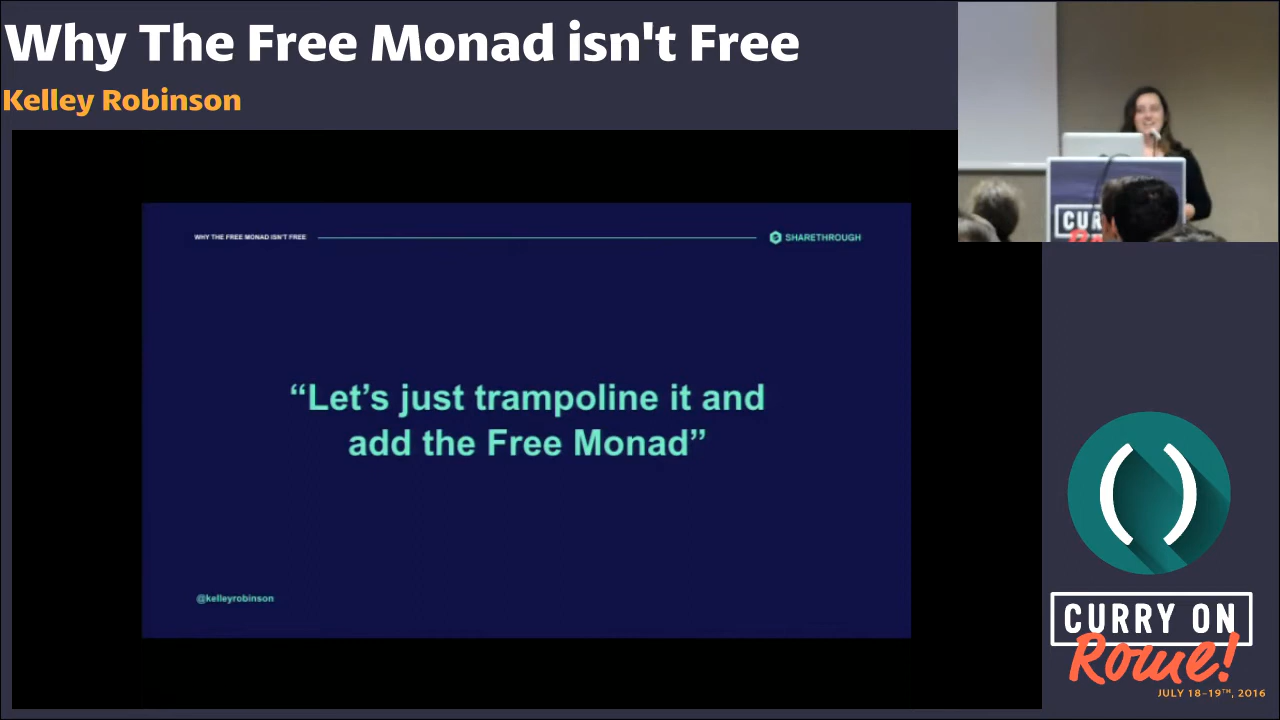 Why The Free Monad isn't Free
Kelley Robinson
WHY THE FREE MONAD ISN'T FREE
SHARETHROUGH
“Let’s just trampoline it and
add the Free Monad”
@kelleyrobinson
CUR
()
CURRY ON
Rome!
JULY 18-19TH, 2016